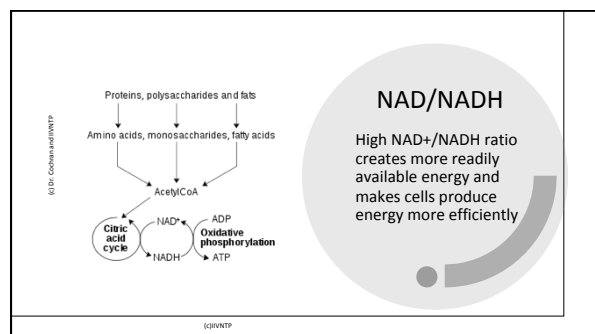 (c) Dr. Cochran and IIVNTP
Proteins, polysaccharides and fats
Amino acids, monosaccharides, fatty acids
AcetylCoA
Citric
acid
cycle
NAD+
NADH
ADP
Oxidative
phosphorylation
ATP
NAD/NADH
High NAD+/NADH ratio
creates more readily
available energy and
makes cells produce
energy more efficiently
(c)IIVNTP